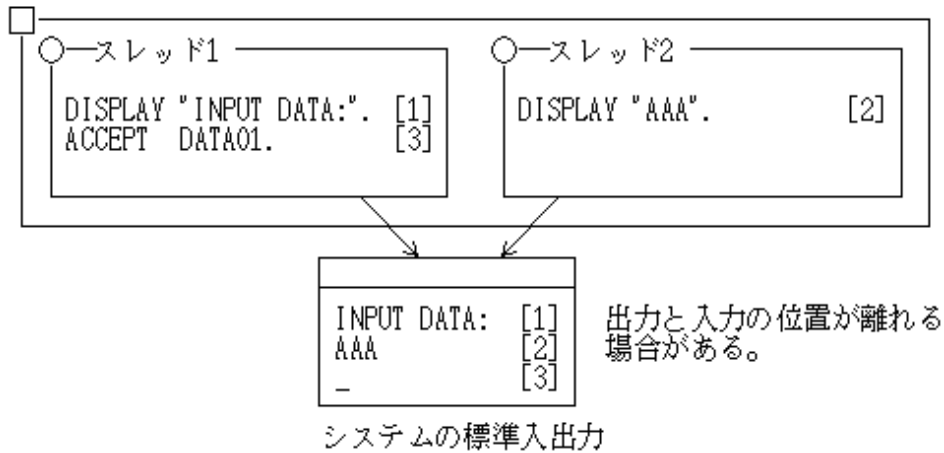 スレッド1
DISPLAY "INPUT DATA:". [1]
ACCEPT DATA01. [3]
スレッド2
DISPLAY "AAA". [2]
INPUT DATA: [1]
AAA [2]
_ [3]
出力と入力の位置が離れる
場合がある。
システムの標準入出力